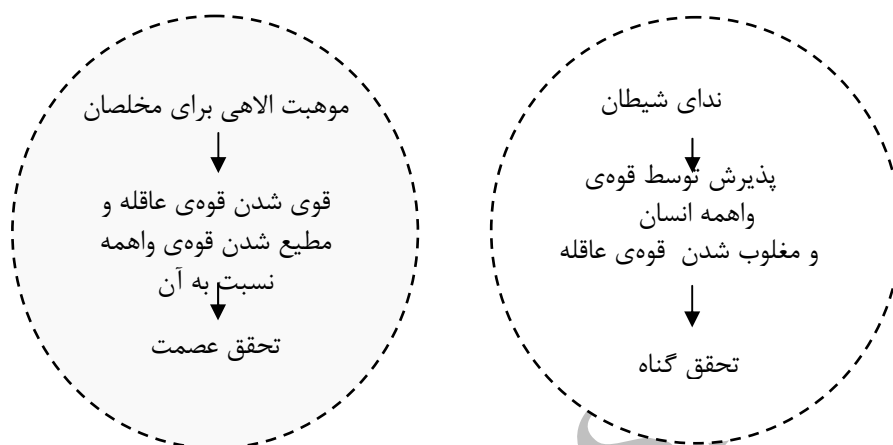 ندای شیطان
پذیرش توسط قوه‌ی
واهمه انسان
و مغلوب شدن قوه‌ی عاقله
تحقق گناه
موهبت الاهی برای مخلصان
قوی شدن قوه‌ی عاقله و
مطیع شدن قوه‌ی واهمه
نسبت به آن
تحقق عصمت